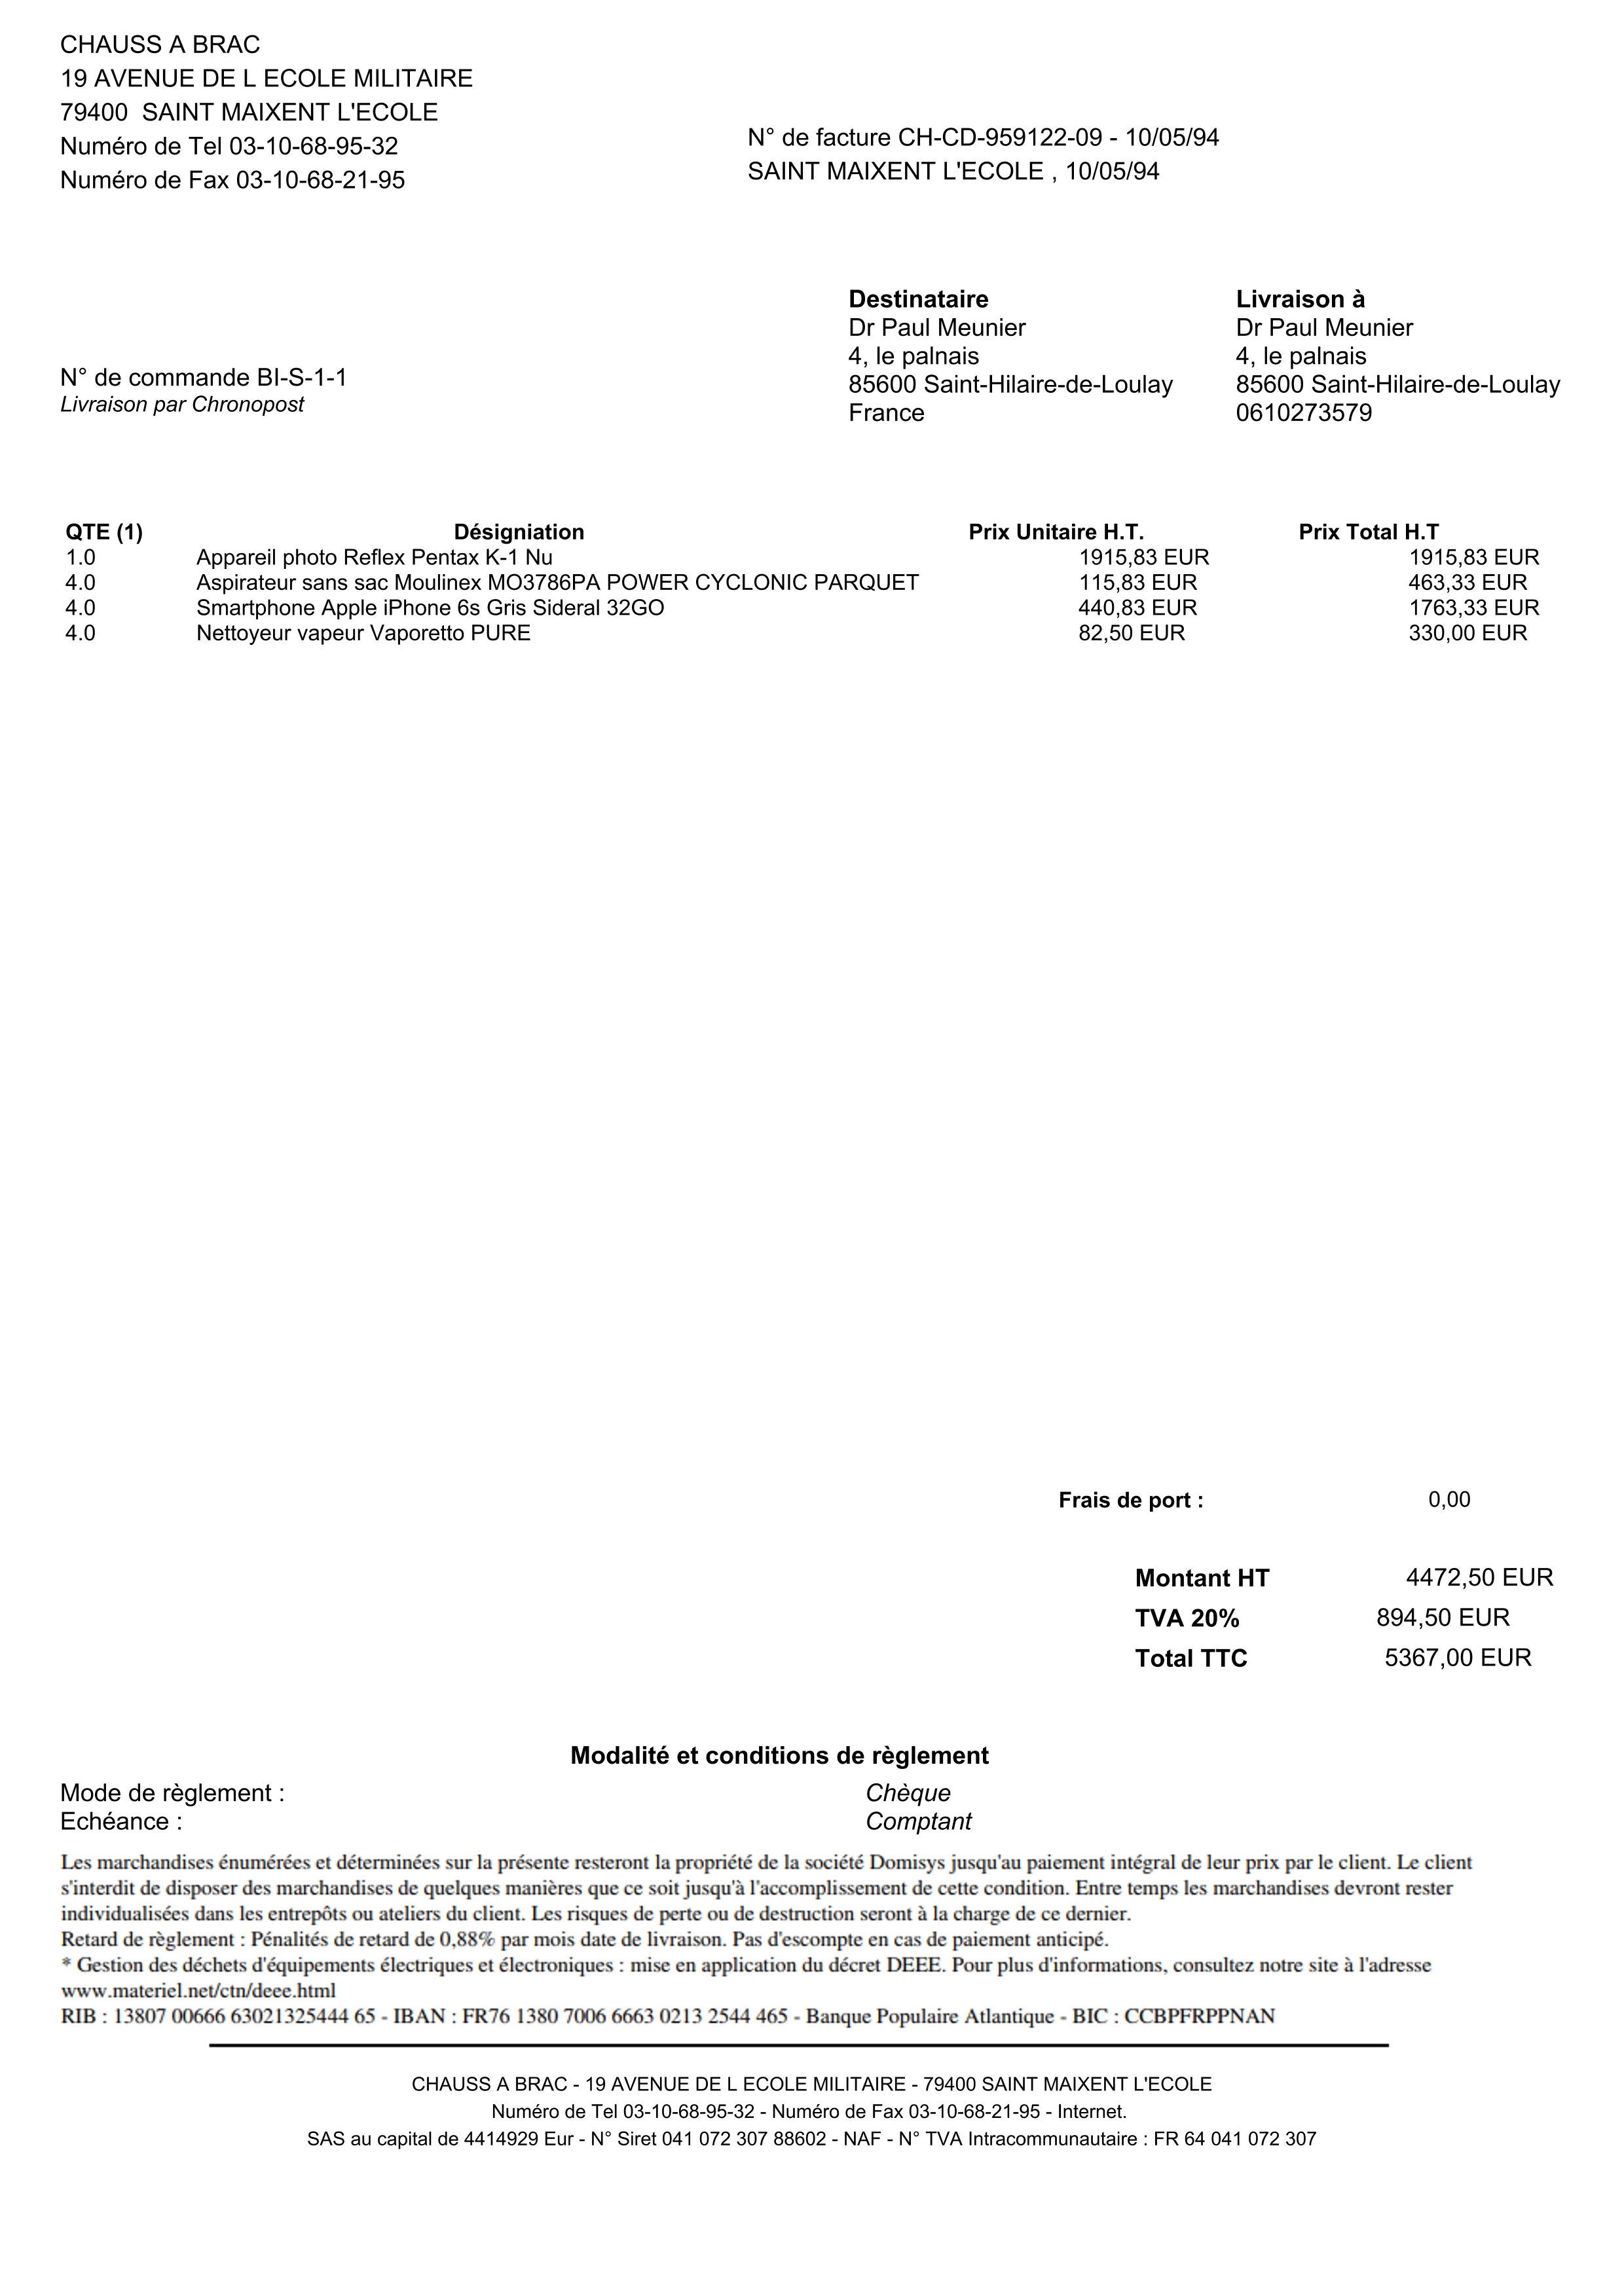 CHAUSS A BRAC
19 AVENUE DE L ECOLE MILITAIRE
79400  SAINT MAIXENT L'ECOLE
Numéro de Tel 03-10-68-95-32
Numéro de Fax 03-10-68-21-95
N° de facture CH-CD-959122-09 - 10/05/94
SAINT MAIXENT L'ECOLE , 10/05/94
N° de commande BI-S-1-1
Livraison par Chronopost
Destinataire
Dr Paul Meunier
4, le palnais
85600 Saint-Hilaire-de-Loulay
France
Livraison à
Dr Paul Meunier
4, le palnais
85600 Saint-Hilaire-de-Loulay
0610273579
QTE (1) Désigniation Prix Unitaire H.T. Prix Total H.T
1.0 Appareil photo Reflex Pentax K-1 Nu 1915,83 EUR 1915,83 EUR
4.0 Aspirateur sans sac Moulinex MO3786PA POWER CYCLONIC PARQUET 115,83 EUR 463,33 EUR
4.0 Smartphone Apple iPhone 6s Gris Sideral 32GO 440,83 EUR 1763,33 EUR
4.0 Nettoyeur vapeur Vaporetto PURE 82,50 EUR 330,00 EUR
Frais de port : 0,00
Montant HT 4472,50 EUR
TVA 20% 894,50 EUR
Total TTC 5367,00 EUR
Modalité et conditions de règlement
Mode de règlement : Chèque
Echéance : Comptant
Les marchandises énumérées et déterminées sur la présente resteront la propriété de la société Domisys jusqu'au paiement intégral de leur prix par le client. Le client
s'interdit de disposer des marchandises de quelques manières que ce soit jusqu'à l'accomplissement de cette condition. Entre temps les marchandises devront rester
individualisées dans les entrepôts ou ateliers du client. Les risques de perte ou de destruction seront à la charge de ce dernier.
Retard de règlement : Pénalités de retard de 0,88% par mois date de livraison. Pas d'escompte en cas de paiement anticipé.
* Gestion des déchets d'équipements électriques et électroniques : mise en application du décret DEEE. Pour plus d'informations, consultez notre site à l'adresse
www.materiel.net/ctn/deee.html
RIB : 13807 00666 63021325444 65 - IBAN : FR76 1380 7006 6663 0213 2544 465 - Banque Populaire Atlantique - BIC : CCBPFRPPNAN
CHAUSS A BRAC - 19 AVENUE DE L ECOLE MILITAIRE - 79400 SAINT MAIXENT L'ECOLE
Numéro de Tel 03-10-68-95-32 - Numéro de Fax 03-10-68-21-95 - Internet.
SAS au capital de 4414929 Eur - N° Siret 041 072 307 88602 - NAF - N° TVA Intracommunautaire : FR 64 041 072 307